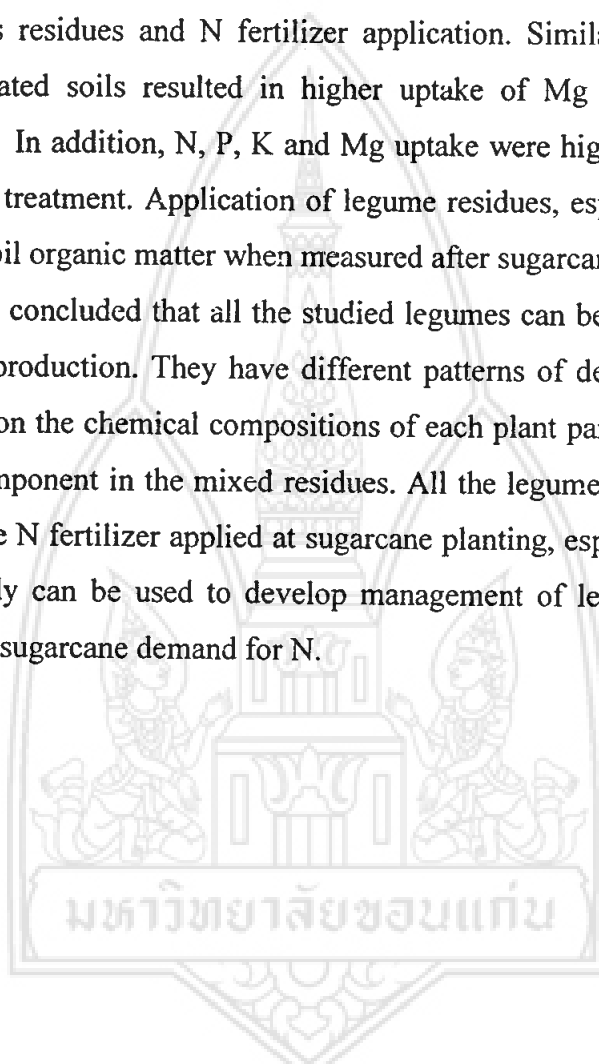 s residues and N fertilizer application. Simila
ated soils resulted in higher uptake of Mg
In addition, N, P, K and Mg uptake were hig
treatment. Application of legume residues, esp
oil organic matter when measured after sugarcan
concluded that all the studied legumes can be
production. They have different patterns of de
on the chemical compositions of each plant par
mponent in the mixed residues. All the legume
e N fertilizer applied at sugarcane planting, esp
ly can be used to develop management of le
sugarcane demand for N.
มหาวิทยาลัยขอนแก่น